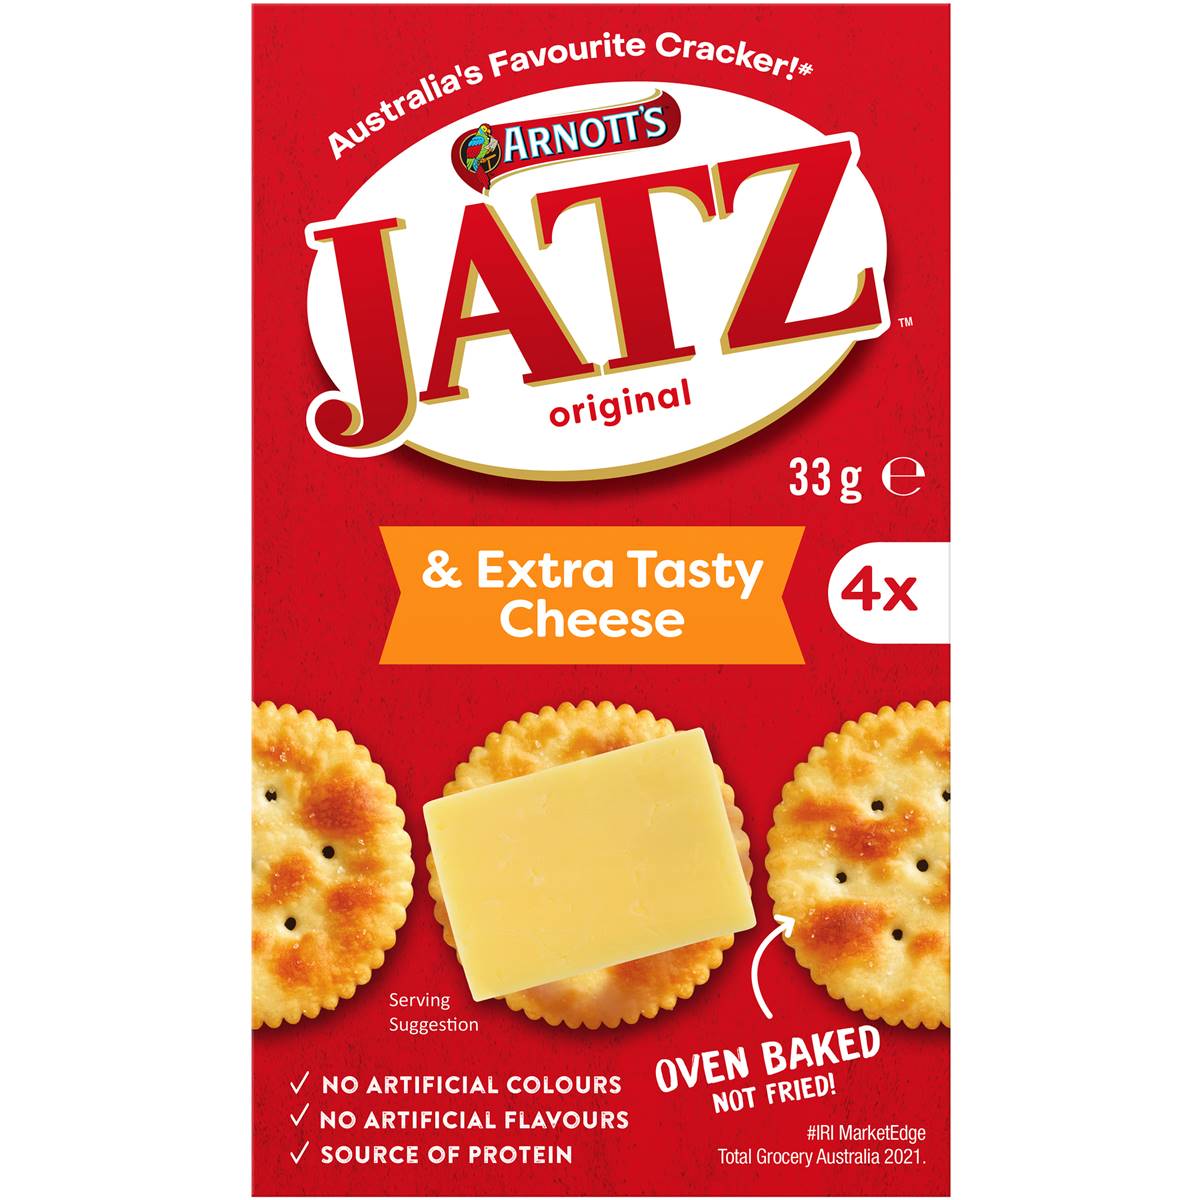 Australia's Favourite Cracker!#
ARNOTT'S
JATZ
™
original
33 g ℮
& Extra Tasty
Cheese
4x
Serving
Suggestion
OVEN BAKED
NOT FRIED!
✓ NO ARTIFICIAL COLOURS
✓ NO ARTIFICIAL FLAVOURS
✓ SOURCE OF PROTEIN
#IRI MarketEdge
Total Grocery Australia 2021.